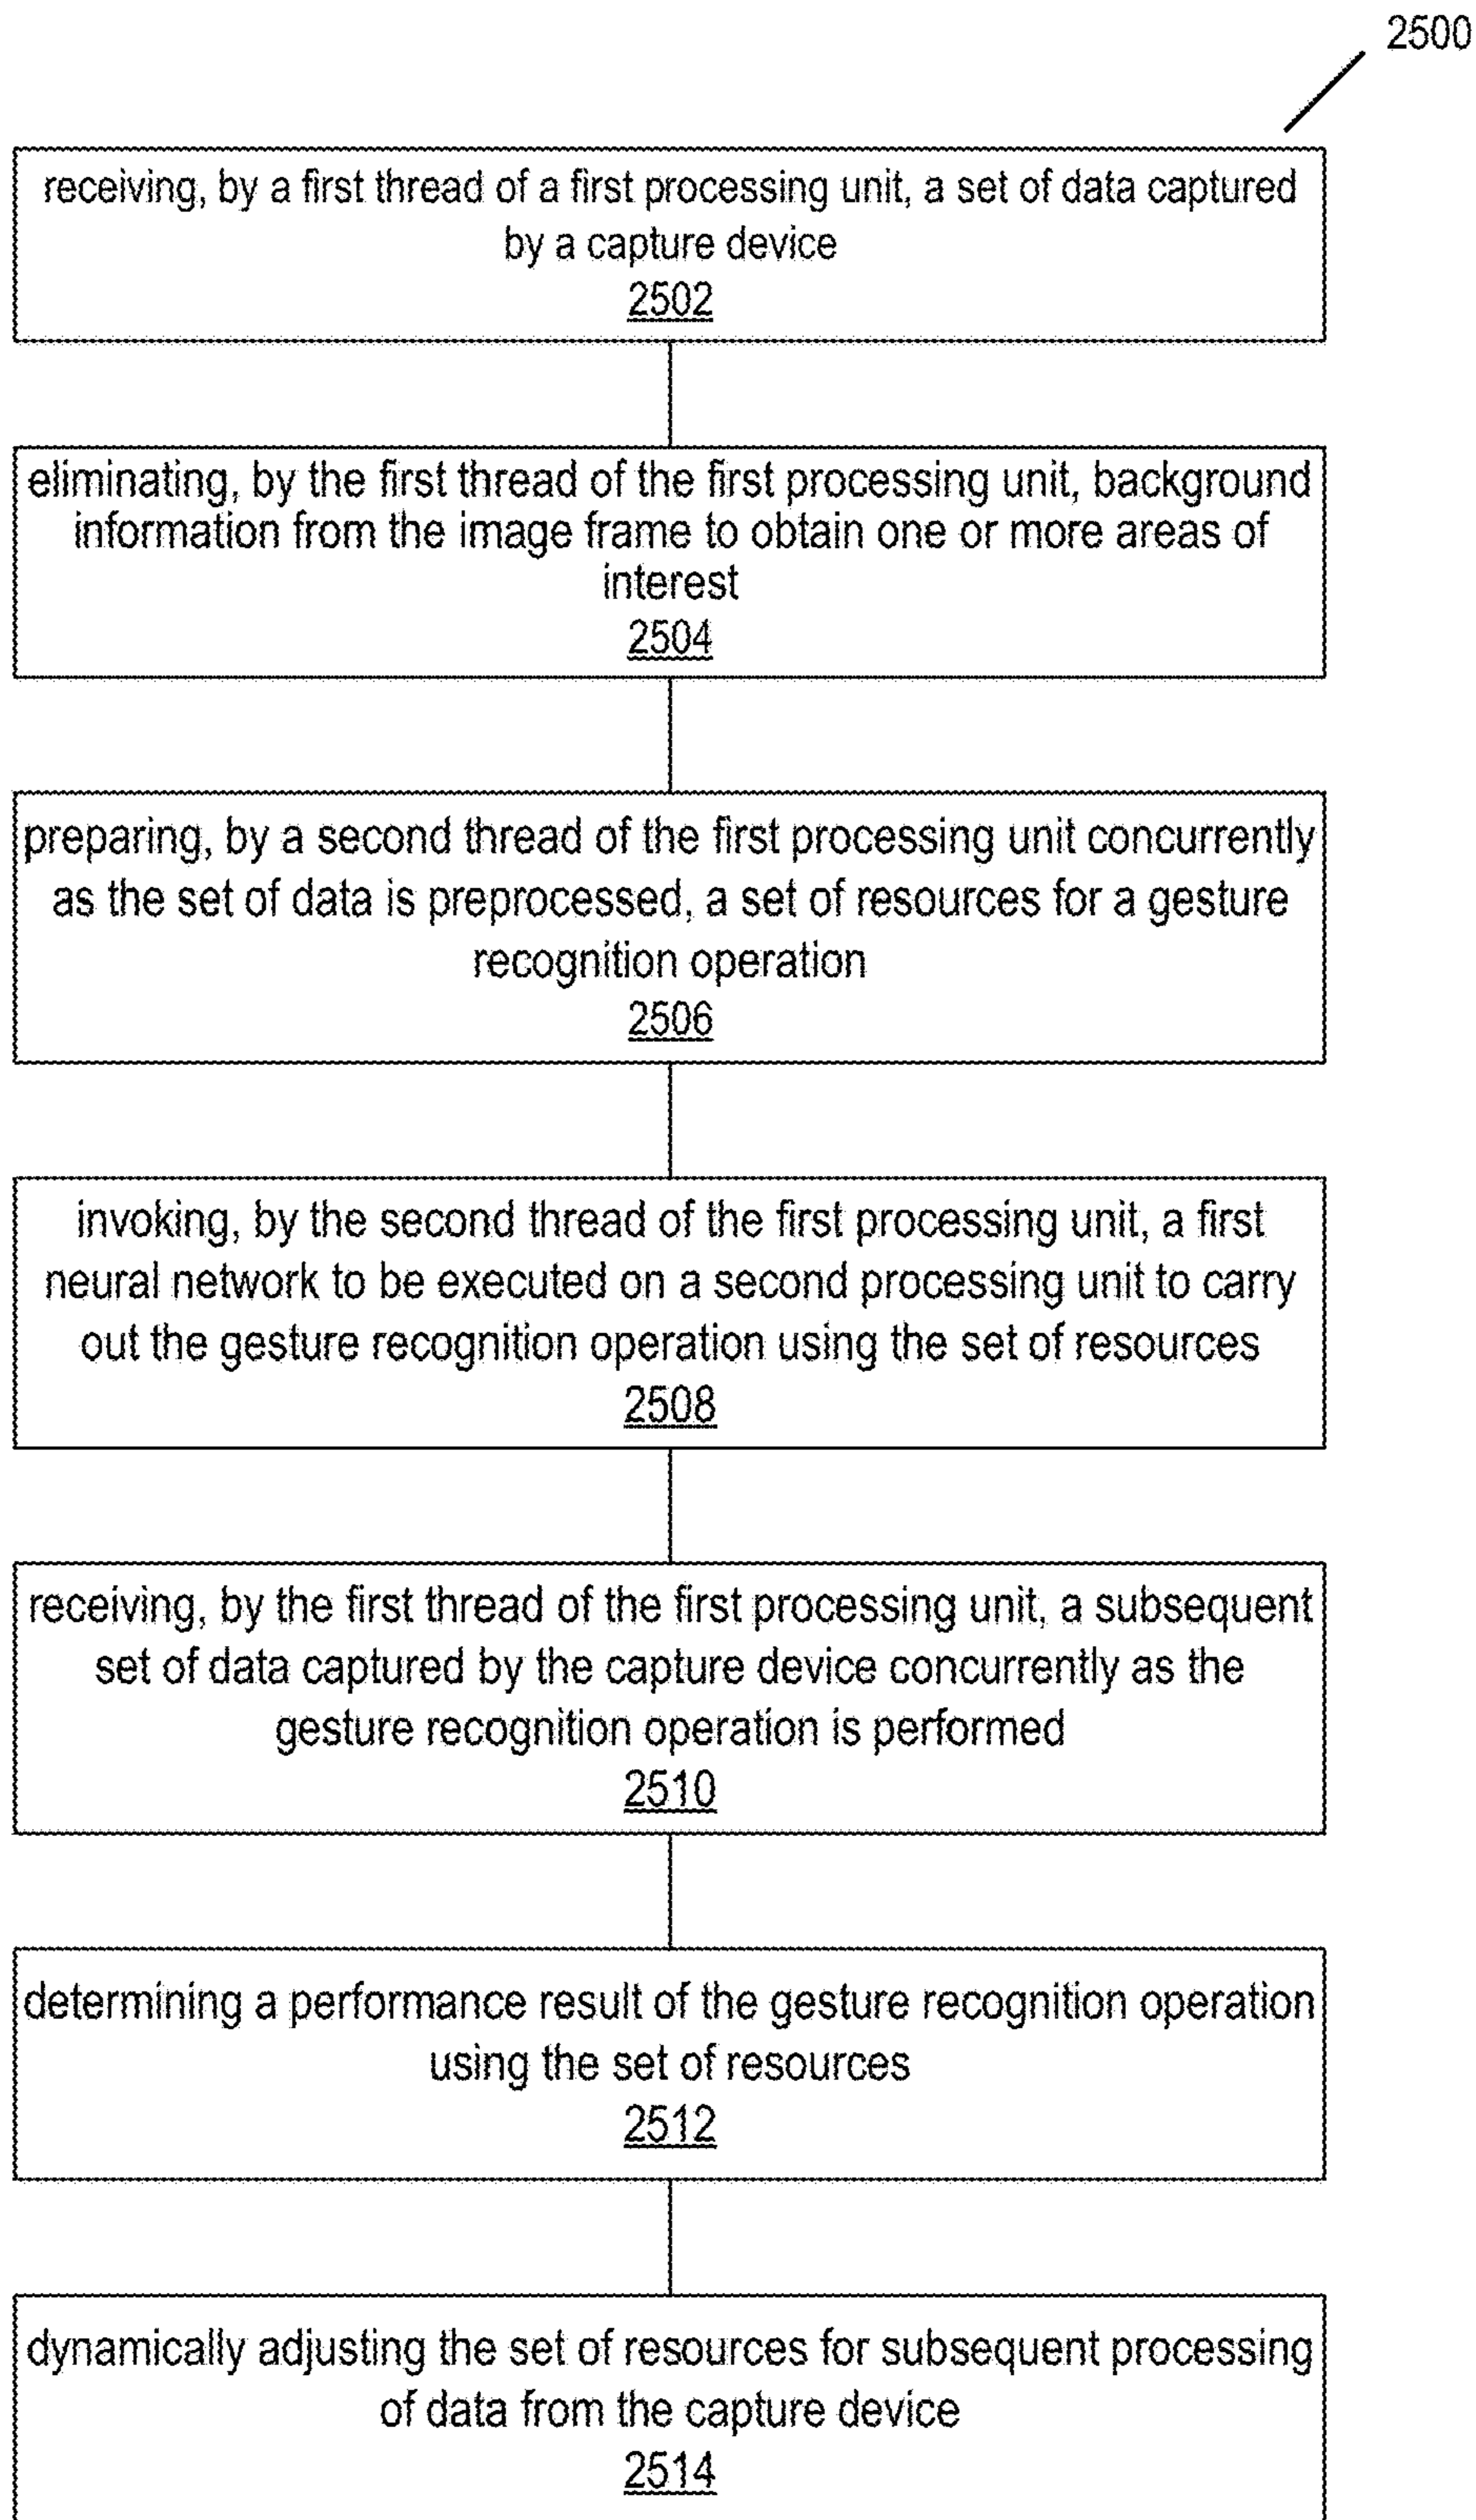 2500
receiving, by a first thread of a first processing unit, a set of data captured
by a capture device
2502
eliminating, by the first thread of the first processing unit, background
information from the image frame to obtain one or more areas of
interest
2504
preparing, by a second thread of the first processing unit concurrently
as the set of data is preprocessed, a set of resources for a gesture
recognition operation
2506
invoking, by the second thread of the first processing unit, a first
neural network to be executed on a second processing unit to carry
out the gesture recognition operation using the set of resources
2508
receiving, by the first thread of the first processing unit, a subsequent
set of data captured by the capture device concurrently as the
gesture recognition operation is performed
2510
determining a performance result of the gesture recognition operation
using the set of resources
2512
dynamically adjusting the set of resources for subsequent processing
of data from the capture device
2514